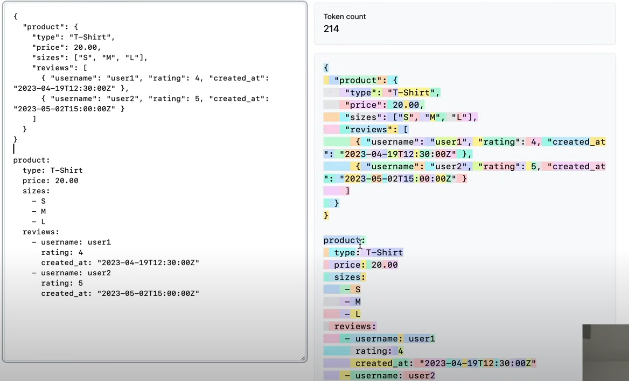 {
  "product": {
    "type": "T-Shirt",
    "price": 20.00,
    "sizes": ["S", "M", "L"],
    "reviews": [
      { "username": "user1", "rating": 4, "created_at":
"2023-04-19T12:30:00Z" },
      { "username": "user2", "rating": 5, "created_at":
"2023-05-02T15:00:00Z" }
    ]
  }
}
product:
  type: T-Shirt
  price: 20.00
  sizes:
    - S
    - M
    - L
  reviews:
    - username: user1
      rating: 4
      created_at: "2023-04-19T12:30:00Z"
    - username: user2
      rating: 5
      created_at: "2023-05-02T15:00:00Z"
Token count
214
{
  "product": {
    "type": "T-Shirt",
    "price": 20.00,
    "sizes": ["S", "M", "L"],
    "reviews": [
      { "username": "user1", "rating": 4, "created_at
": "2023-04-19T12:30:00Z" },
      { "username": "user2", "rating": 5, "created_at
": "2023-05-02T15:00:00Z" }
    ]
  }
}
product:
  type: T-Shirt
  price: 20.00
  sizes:
    - S
    - M
    - L
  reviews:
    - username: user1
      rating: 4
      created_at: "2023-04-19T12:30:00Z"
    - username: user2